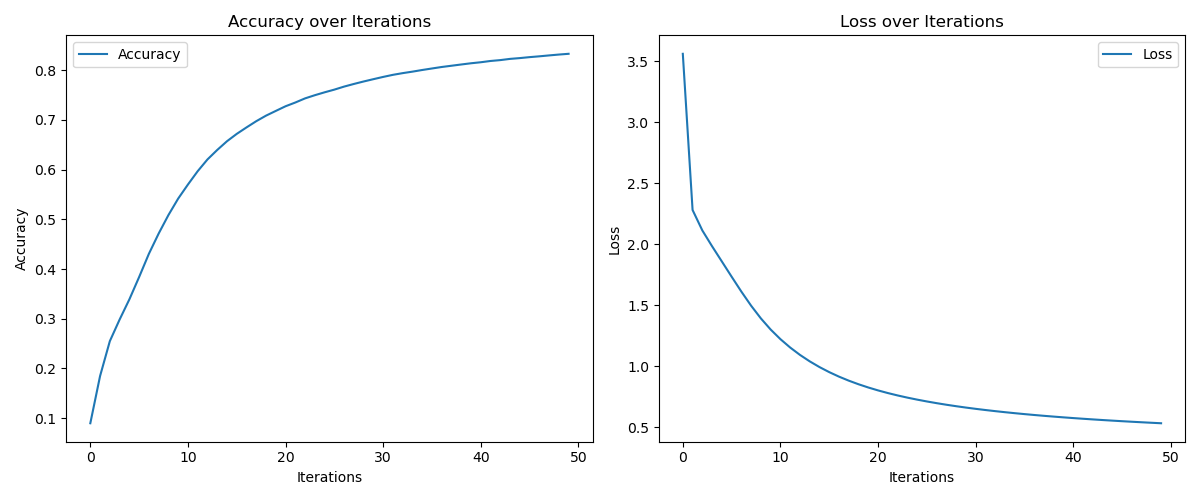 Accuracy over Iterations
Accuracy
0.8
0.7
0.6
0.5
0.4
0.3
0.2
0.1
Accuracy
0 10 20 30 40 50
Iterations
Loss over Iterations
Loss
3.5
3.0
2.5
2.0
1.5
1.0
0.5
Loss
0 10 20 30 40 50
Iterations